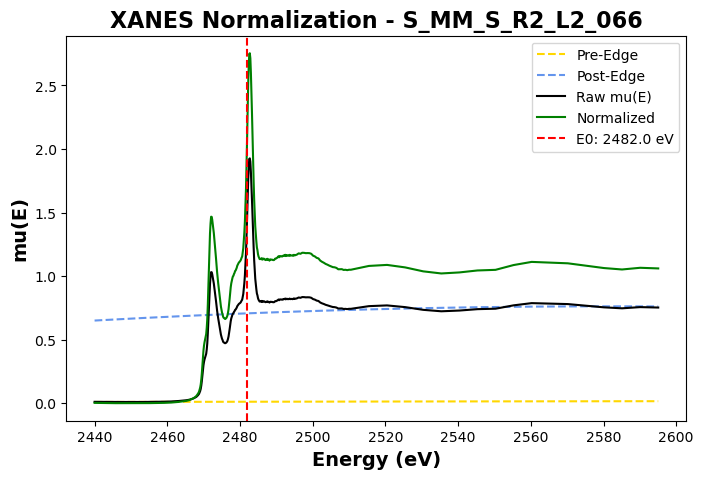 XANES Normalization - S_MM_S_R2_L2_066
Pre-Edge
Post-Edge
Raw mu(E)
Normalized
E0: 2482.0 eV
mu(E)
2.5
2.0
1.5
1.0
0.5
0.0
2440 2460 2480 2500 2510 2520 2540 2560 2580 2600
Energy (eV)